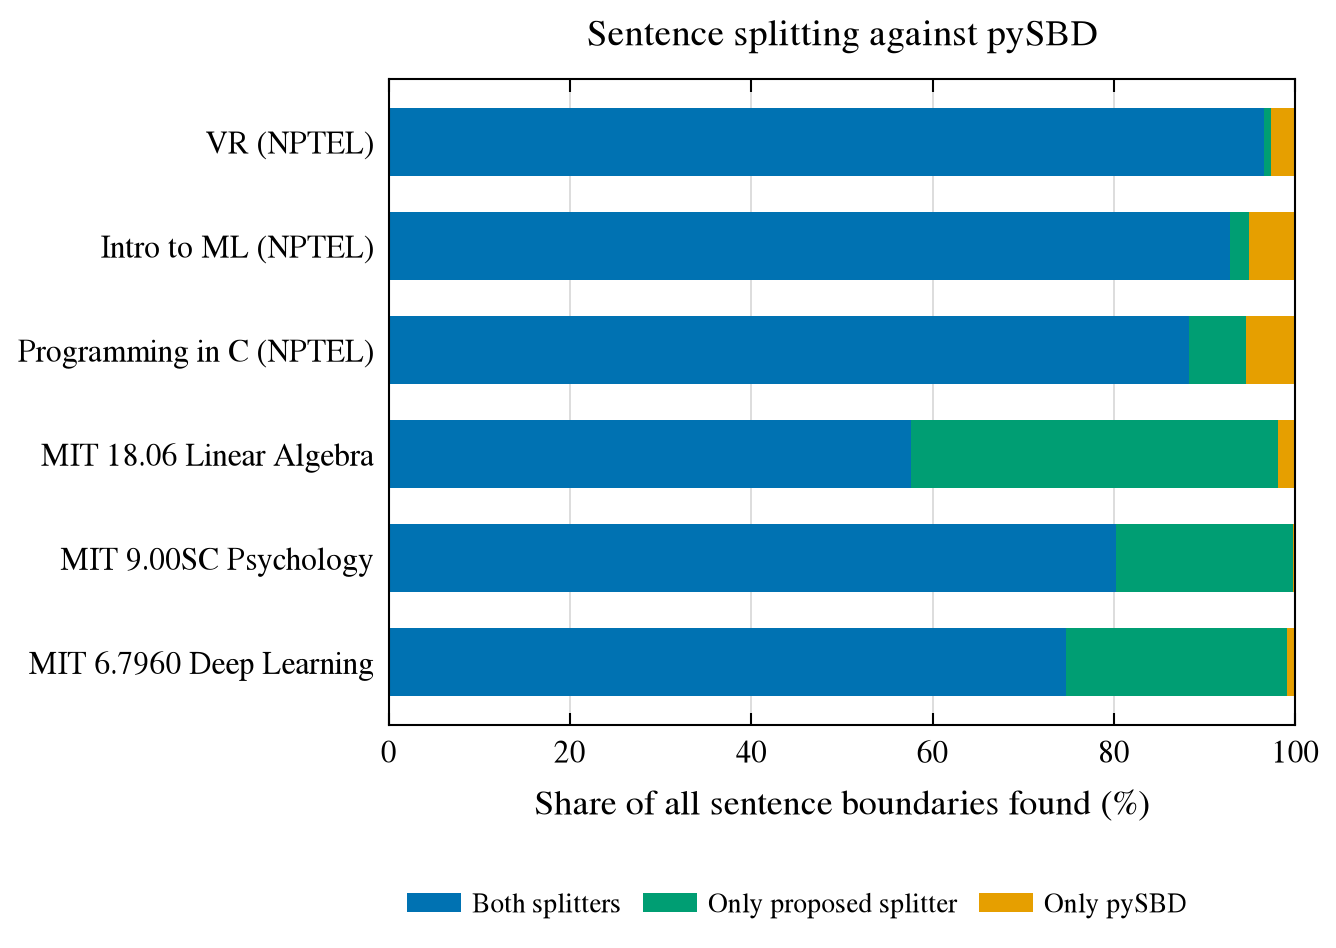 Sentence splitting against pySBD
VR (NPTEL)
Intro to ML (NPTEL)
Programming in C (NPTEL)
MIT 18.06 Linear Algebra
MIT 9.00SC Psychology
MIT 6.7960 Deep Learning
0 20 40 60 80 100
Share of all sentence boundaries found (%)
Both splitters Only proposed splitter Only pySBD